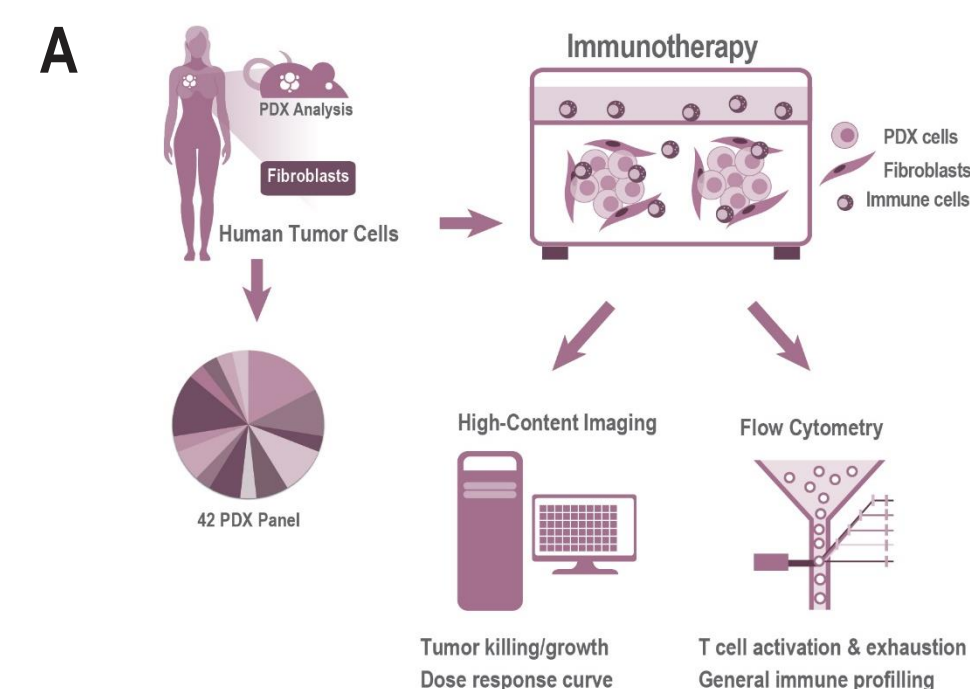 A
PDX Analysis
Fibroblasts
Human Tumor Cells
42 PDX Panel
Immunotherapy
PDX cells
Fibroblasts
Immune cells
High-Content Imaging
Tumor killing/growth
Dose response curve
Flow Cytometry
T cell activation & exhaustion
General immune profilling